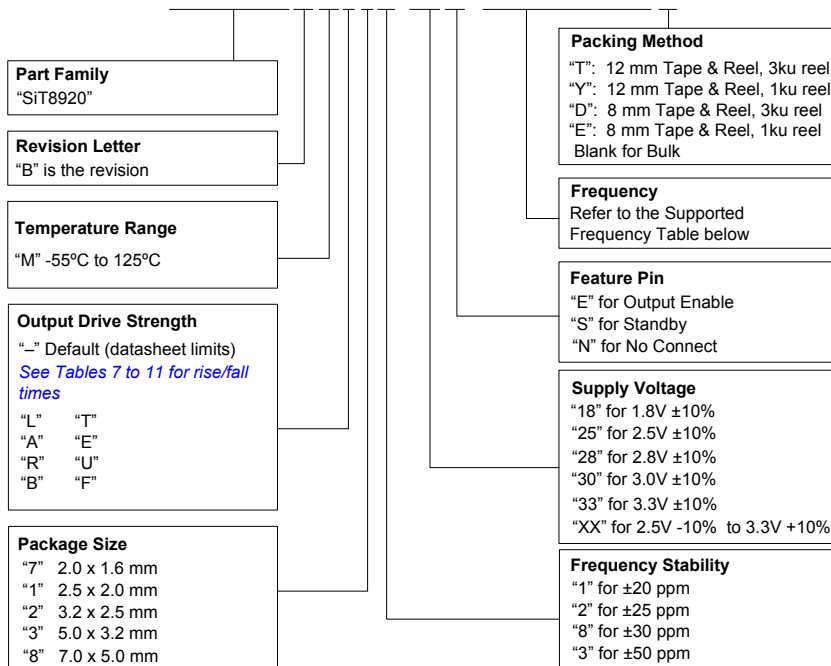 Part Family
“SiT8920”
Revision Letter
“B” is the revision
Temperature Range
“M” -55ºC to 125ºC
Output Drive Strength
“–” Default (datasheet limits)
See Tables 7 to 11 for rise/fall
times
“L” “T”
“A” “E”
“R” “U”
“B” “F”
Package Size
“7” 2.0 x 1.6 mm
“1” 2.5 x 2.0 mm
“2” 3.2 x 2.5 mm
“3” 5.0 x 3.2 mm
“8” 7.0 x 5.0 mm
Packing Method
“T”: 12 mm Tape & Reel, 3ku reel
“Y”: 12 mm Tape & Reel, 1ku reel
“D”: 8 mm Tape & Reel, 3ku reel
“E”: 8 mm Tape & Reel, 1ku reel
Blank for Bulk
Frequency
Refer to the Supported
Frequency Table below
Feature Pin
“E” for Output Enable
“S” for Standby
“N” for No Connect
Supply Voltage
“18” for 1.8V ±10%
“25” for 2.5V ±10%
“28” for 2.8V ±10%
“30” for 3.0V ±10%
“33” for 3.3V ±10%
“XX” for 2.5V -10% to 3.3V +10%
Frequency Stability
“1” for ±20 ppm
“2” for ±25 ppm
“8” for ±30 ppm
“3” for ±50 ppm